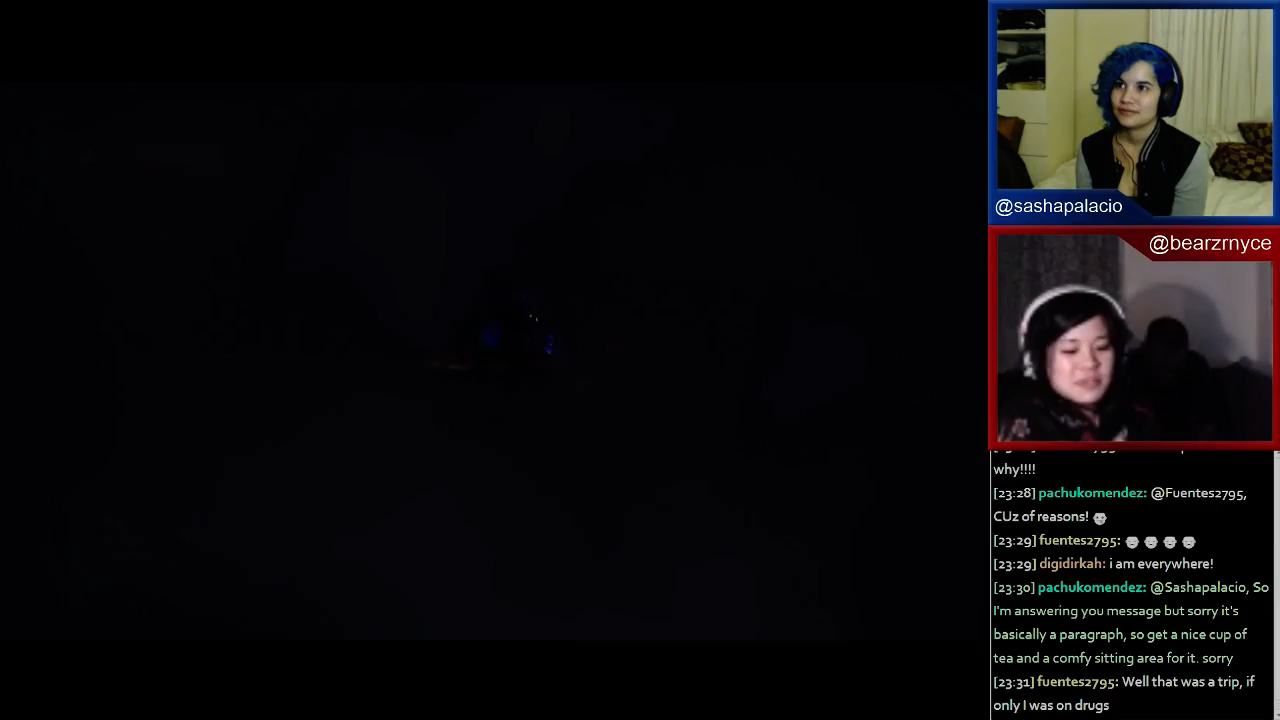 @sashapalacio
@bearzrnyce
why!!!!
[23:28] pachukomendez: @Fuentes2795,
CUz of reasons!
[23:29] fuentes2795:
[23:29] digidirkah: i am everywhere!
[23:30] pachukomendez: @Sashapalacio, So
I'm answering you message but sorry it's
basically a paragraph, so get a nice cup of
tea and a comfy sitting area for it. sorry
[23:31] fuentes2795: Well that was a trip, if
only I was on drugs